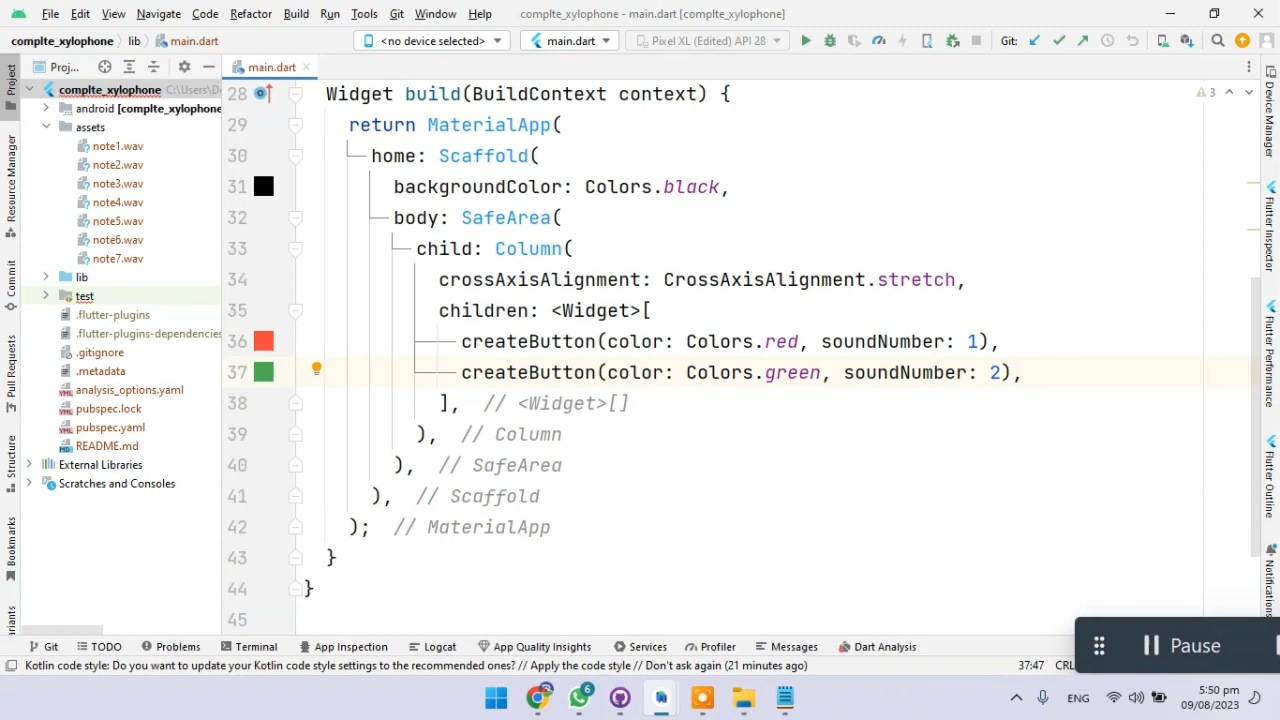 File Edit View Navigate Code Refactor Build Run Tools Git Window Help complte_xylophone - main.dart [complte_xylophone]
complte_xylophone lib main.dart <no device selected> main.dart Pixel XL (Edited) API 28 Git:
Proj... main.dart
complte_xylophone C:\Users\De
android [complte_xylophone
assets
note1.wav
note2.wav
note3.wav
note4.wav
note5.wav
note6.wav
note7.wav
lib
test
.flutter-plugins
.flutter-plugins-dependencies
.gitignore
.metadata
analysis_options.yaml
pubspec.lock
pubspec.yaml
README.md
External Libraries
Scratches and Consoles
Project
Resource Manager
Commit
Pull Requests
Structure
Bookmarks
28 Widget build(BuildContext context) {
29 return MaterialApp(
30 home: Scaffold(
31 backgroundColor: Colors.black,
32 body: SafeArea(
33 child: Column(
34 crossAxisAlignment: CrossAxisAlignment.stretch,
35 children: <Widget>[
36 createButton(color: Colors.red, soundNumber: 1),
37 createButton(color: Colors.green, soundNumber: 2),
38 ], // <Widget>[]
39 ), // Column
40 ), // SafeArea
41 ), // Scaffold
42 ); // MaterialApp
43 }
44 }
45
3
Device Manager
Flutter Inspector
Flutter Performance
Flutter Outline
Notifications
Pause
Git TODO Problems Terminal App Inspection Logcat App Quality Insights Services Profiler Messages Dart Analysis
Kotlin code style: Do you want to update your Kotlin code style settings to the recommended ones? // Apply the code style // Don't ask again (21 minutes ago) 37:47 CRL
6
ENG
5:50 pm
09/08/2023